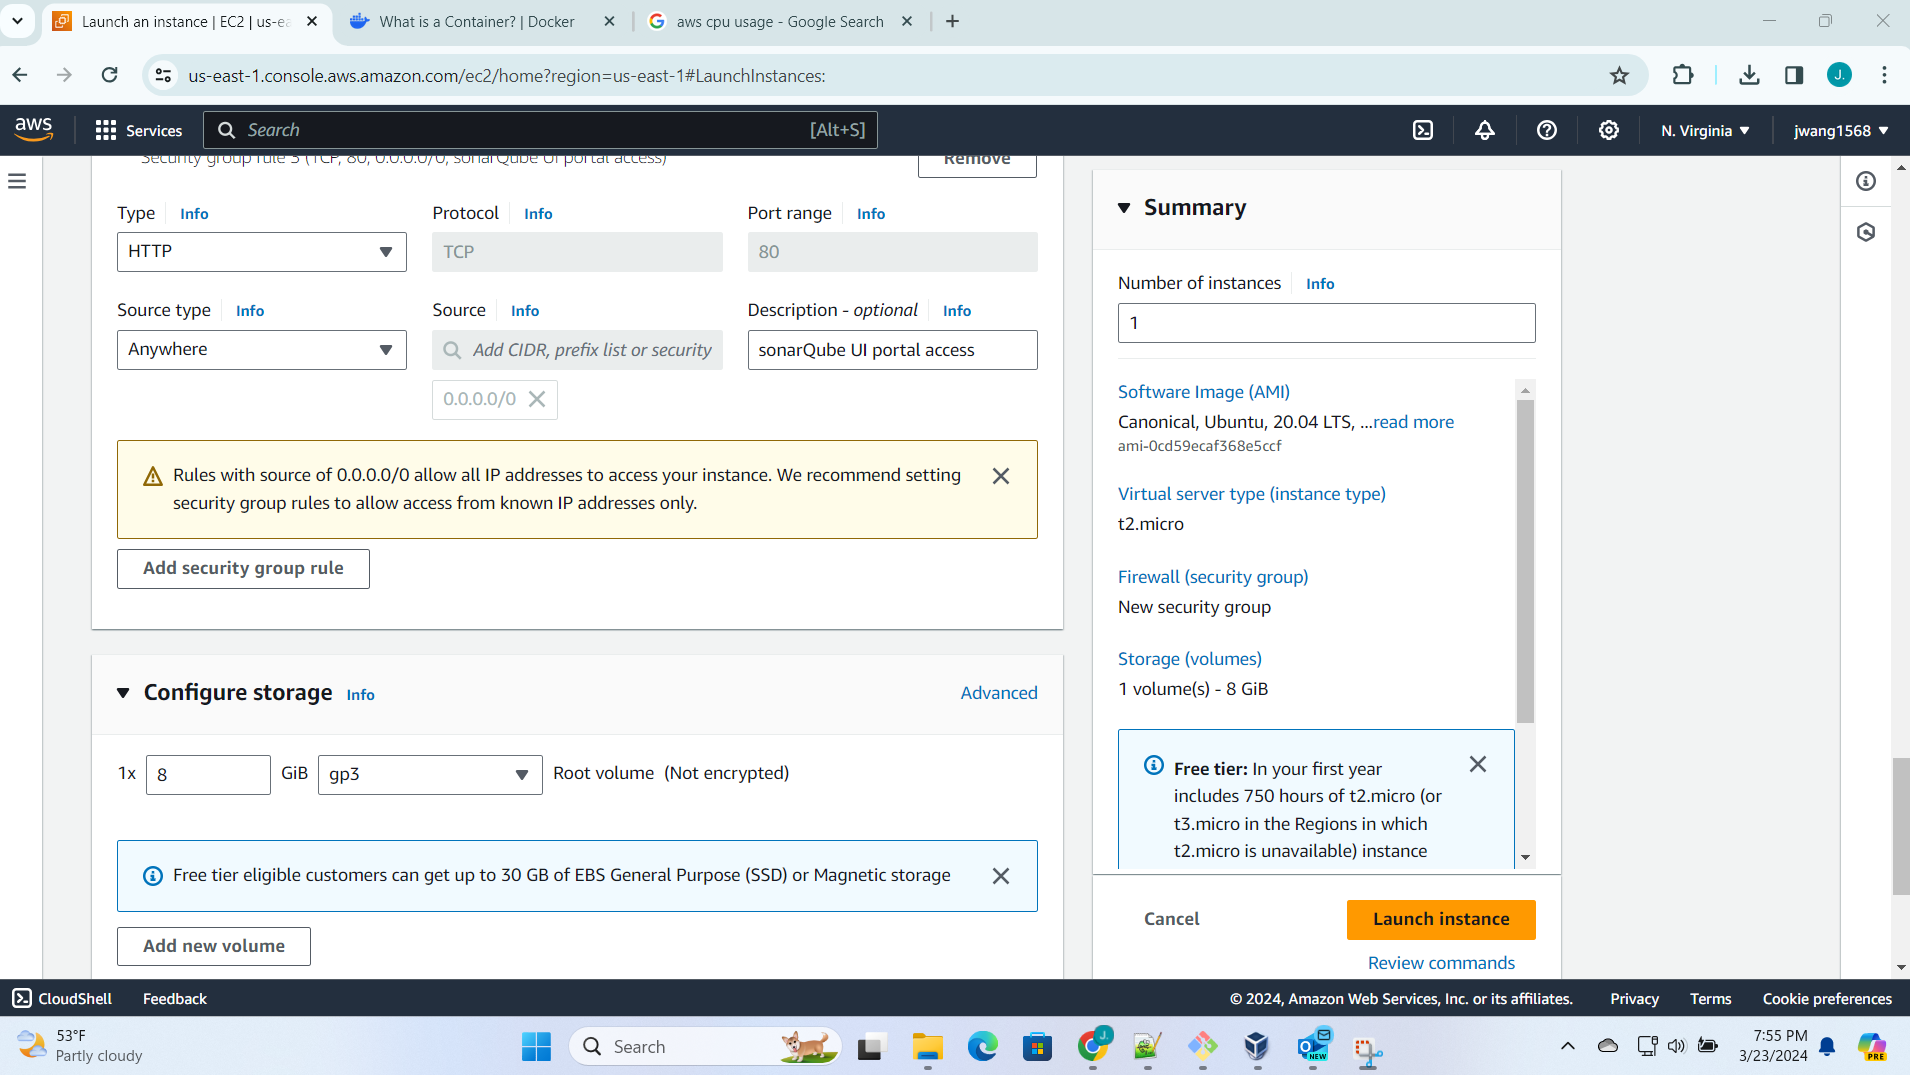 Launch an instance | EC2 | us-ea
What is a Container? | Docker
aws cpu usage - Google Search
us-east-1.console.aws.amazon.com/ec2/home?region=us-east-1#LaunchInstances:
J.
aws
Services
Search
[Alt+S]
N. Virginia
jwang1568
Security group rule 3 (TCP, 80, 0.0.0.0/0, sonarQube UI portal access)
Remove
Type Info
Protocol Info
Port range Info
HTTP
TCP
80
Source type Info
Source Info
Description - optional Info
Anywhere
Add CIDR, prefix list or security
sonarQube UI portal access
0.0.0.0/0
Rules with source of 0.0.0.0/0 allow all IP addresses to access your instance. We recommend setting
security group rules to allow access from known IP addresses only.
Add security group rule
Configure storage Info
Advanced
1x
8
GiB
gp3
Root volume (Not encrypted)
Free tier eligible customers can get up to 30 GB of EBS General Purpose (SSD) or Magnetic storage
Add new volume
Summary
Number of instances Info
1
Software Image (AMI)
Canonical, Ubuntu, 20.04 LTS, ...read more
ami-0cd59ecaf368e5ccf
Virtual server type (instance type)
t2.micro
Firewall (security group)
New security group
Storage (volumes)
1 volume(s) - 8 GiB
Free tier: In your first year
includes 750 hours of t2.micro (or
t3.micro in the Regions in which
t2.micro is unavailable) instance
Cancel
Launch instance
Review commands
CloudShell
Feedback
© 2024, Amazon Web Services, Inc. or its affiliates.
Privacy
Terms
Cookie preferences
53°F
Partly cloudy
Search
J
NEW
7:55 PM
3/23/2024
PRE